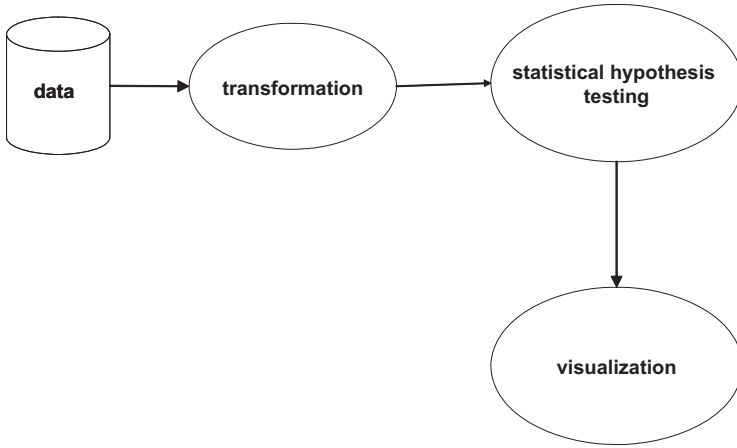 data
transformation
statistical hypothesis
testing
visualization